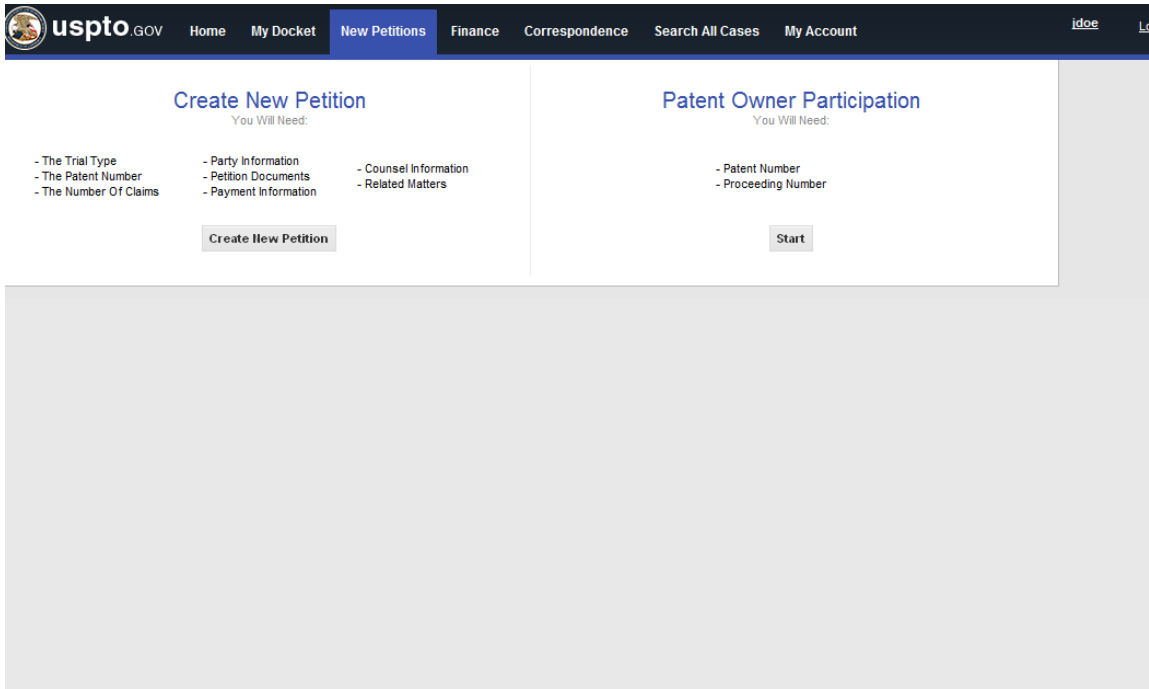 uspto.GOV Home My Docket New Petitions Finance Correspondence Search All Cases My Account jdoe
Create New Petition
You Will Need:
- The Trial Type
- The Patent Number
- The Number Of Claims
- Party Information
- Petition Documents
- Payment Information
- Counsel Information
- Related Matters
Create New Petition
Patent Owner Participation
You Will Need:
- Patent Number
- Proceeding Number
Start